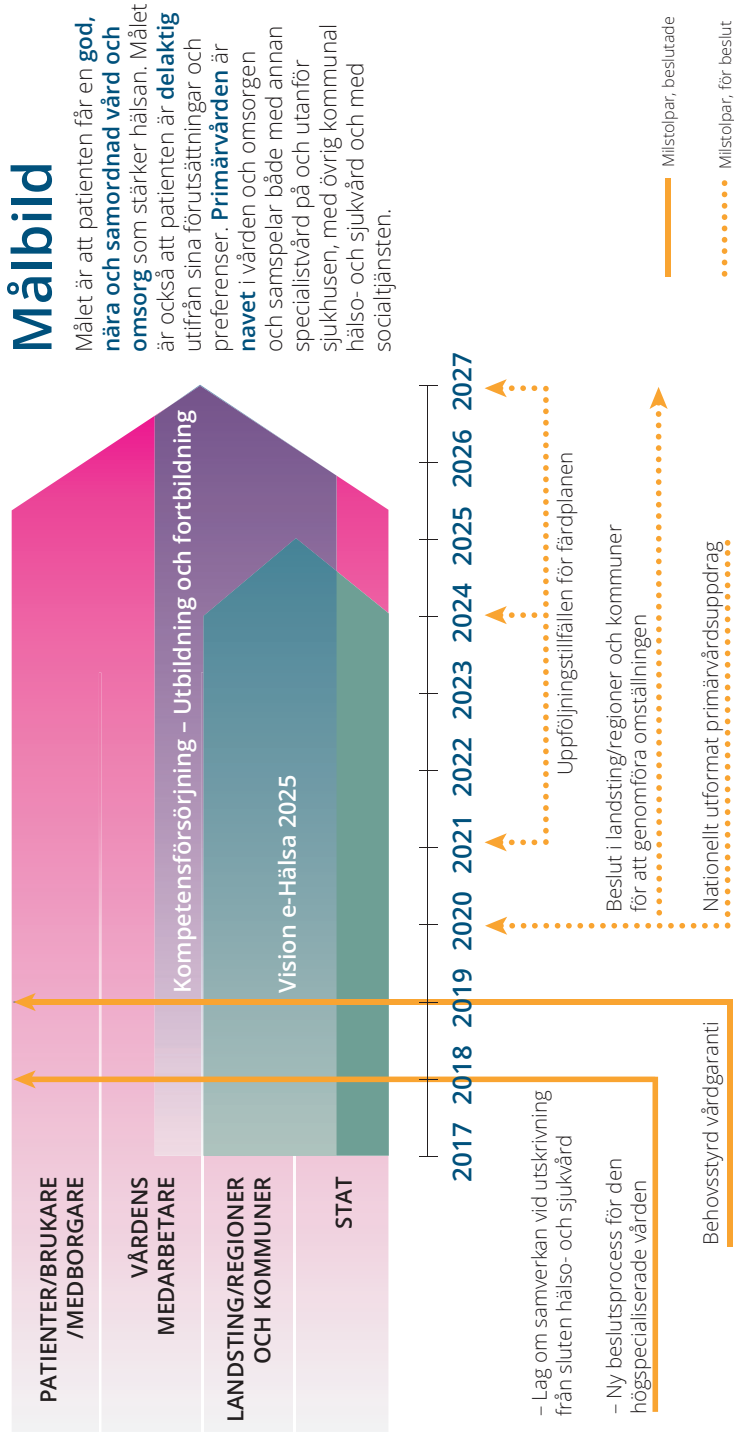 Målbild
Målet är att patienten får en god,
nära och samordnad vård och
omsorg som stärker hälsan. Målet
är också att patienten är delaktig
utifrån sina förutsättningar och
preferenser. Primärvården är
navet i vården och omsorgen
och samspelar både med annan
specialistvård på och utanför
sjukhusen, med övrig kommunal
hälso- och sjukvård och med
socialtjänsten.
PATIENTER/BRUKARE
/MEDBORGARE
VÅRDENS
MEDARBETARE
LANDSTING/REGIONER
OCH KOMMUNER
STAT
Kompetensförsörjning – Utbildning och fortbildning
Vision e-Hälsa 2025
2017 2018 2019 2020 2021 2022 2023 2024 2025 2026 2027
– Lag om samverkan vid utskrivning
från sluten hälso- och sjukvård
– Ny beslutsprocess för den
högspecialiserade vården
Behovsstyrd vårdgaranti
Uppföljningstillfällen för färdplanen
Beslut i landsting/regioner och kommuner
för att genomföra omställningen
Nationellt utformat primärvårdsuppdrag
Milstolpar, beslutade
Milstolpar, för beslut